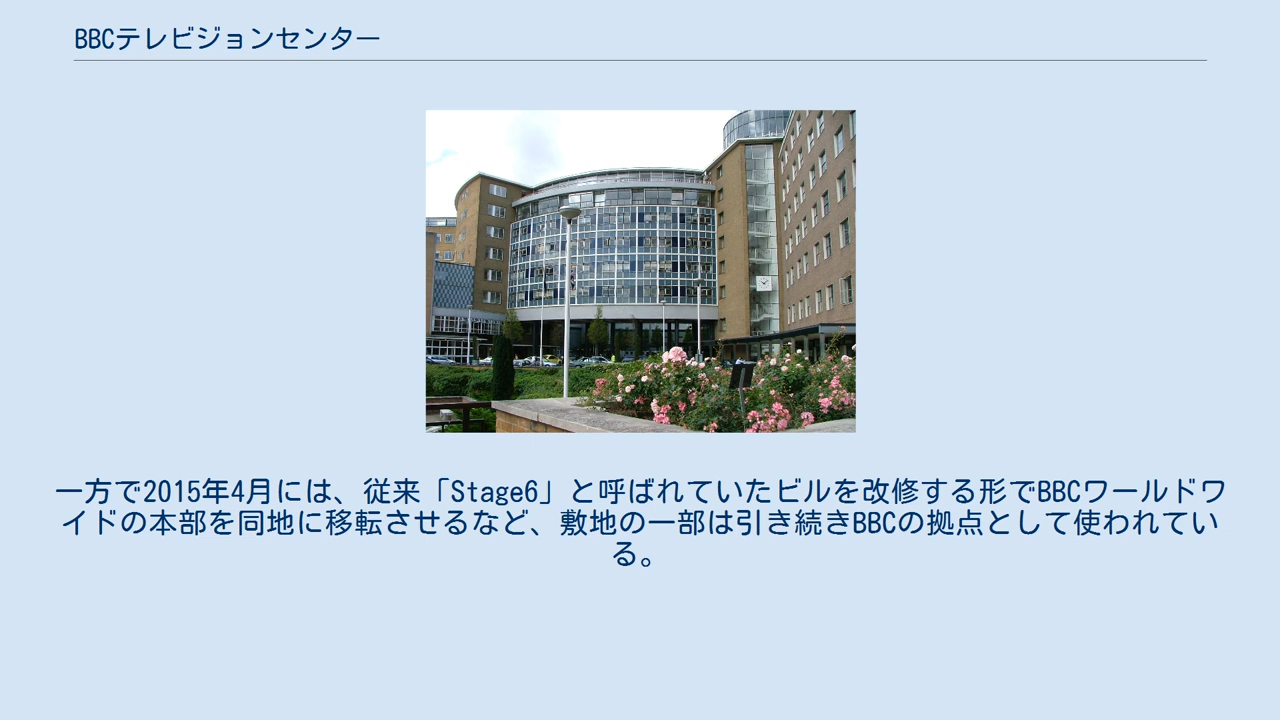 BBCテレビジョンセンター
一方で2015年4月には、従来「Stage6」と呼ばれていたビルを改修する形でBBCワールドワ
イドの本部を同地に移転させるなど、敷地の一部は引き続きBBCの拠点として使われてい
る。